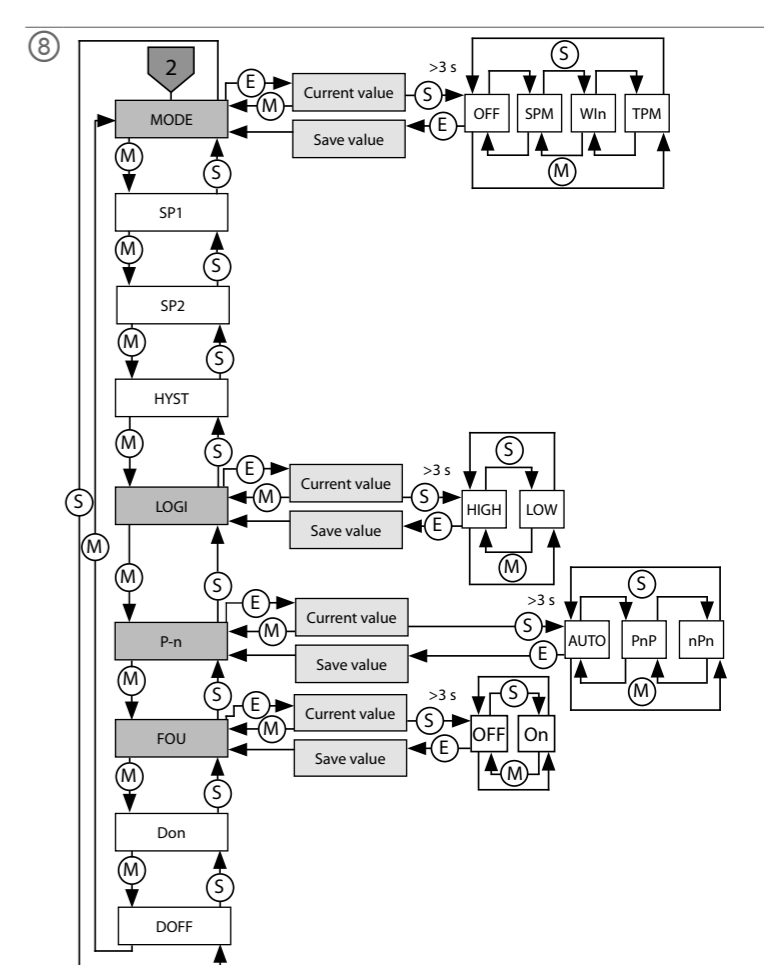 8
2
MODE
E
M
Current value
Save value
>3 s
S
E
S
OFF
SPM
WIn
TPM
M
M
S
SP1
M
S
SP2
M
S
HYST
M
S
LOGI
E
M
Current value
Save value
>3 s
S
E
S
HIGH
LOW
M
S
M
M
S
P-n
E
M
Current value
Save value
>3 s
S
E
S
AUTO
PnP
nPn
M
M
S
FOU
E
M
Current value
Save value
>3 s
S
E
S
OFF
On
M
M
S
Don
M
S
DOFF